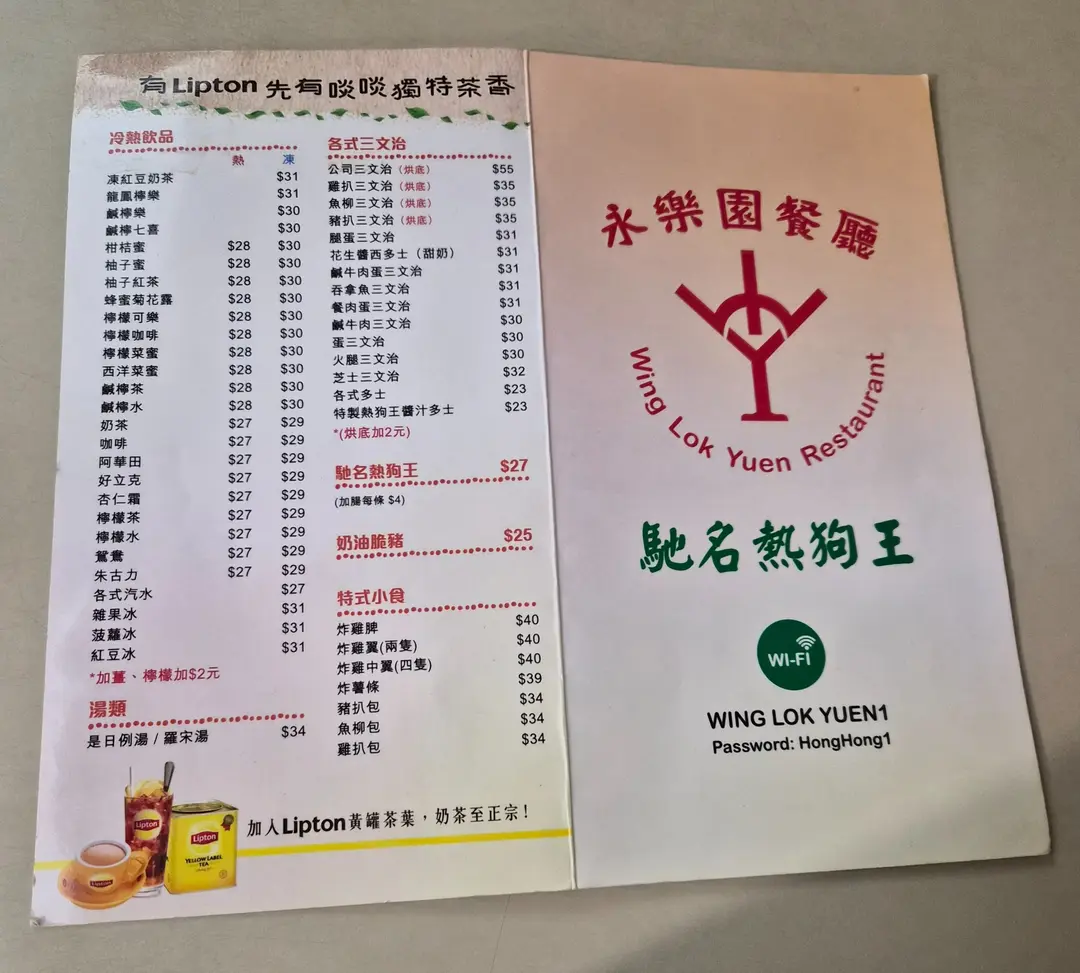 有Lipton 先有啖啖獨特茶香
冷熱飲品
熱 凍
凍紅豆奶茶 $31
龍鳳檸樂 $31
鹹檸樂 $30
鹹檸七喜 $30
柑桔蜜 $28 $30
柚子蜜 $28 $30
柚子紅茶 $28 $30
蜂蜜菊花露 $28 $30
檸檬可樂 $28 $30
檸檬咖啡 $28 $30
檸檬菜蜜 $28 $30
西洋菜蜜 $28 $30
鹹檸茶 $28 $30
鹹檸水 $28 $30
奶茶 $27 $29
咖啡 $27 $29
阿華田 $27 $29
好立克 $27 $29
杏仁霜 $27 $29
檸檬茶 $27 $29
檸檬水 $27 $29
鴛鴦 $27 $29
朱古力 $27 $29
各式汽水 $27
雜果冰 $31
菠蘿冰 $31
紅豆冰 $31
*加薑、檸檬加$2元
湯類
是日例湯 / 羅宋湯 $34
各式三文治
公司三文治 (烘底) $55
雞扒三文治 (烘底) $35
魚柳三文治 (烘底) $35
豬扒三文治 (烘底) $35
腿蛋三文治 $31
花生醬西多士 (甜奶) $31
鹹牛肉蛋三文治 $31
吞拿魚三文治 $31
餐肉蛋三文治 $31
鹹牛肉三文治 $30
蛋三文治 $30
火腿三文治 $30
芝士三文治 $32
各式多士 $23
特製熱狗王醬汁多士 $23
*(烘底加2元)
馳名熱狗王 $27
(加腸每條 $4)
奶油脆豬 $25
特式小食
炸雞脾 $40
炸雞翼(兩隻) $40
炸雞中翼(四隻) $40
炸薯條 $39
豬扒包 $34
魚柳包 $34
雞扒包 $34
Lipton
Lipton
Lipton
YELLOW LABEL
TEA
加入Lipton黃罐茶葉，奶茶至正宗！
永樂園餐廳
Wing Lok Yuen Restaurant
馳名熱狗王
WI-FI
WING LOK YUEN1
Password: HongHong1